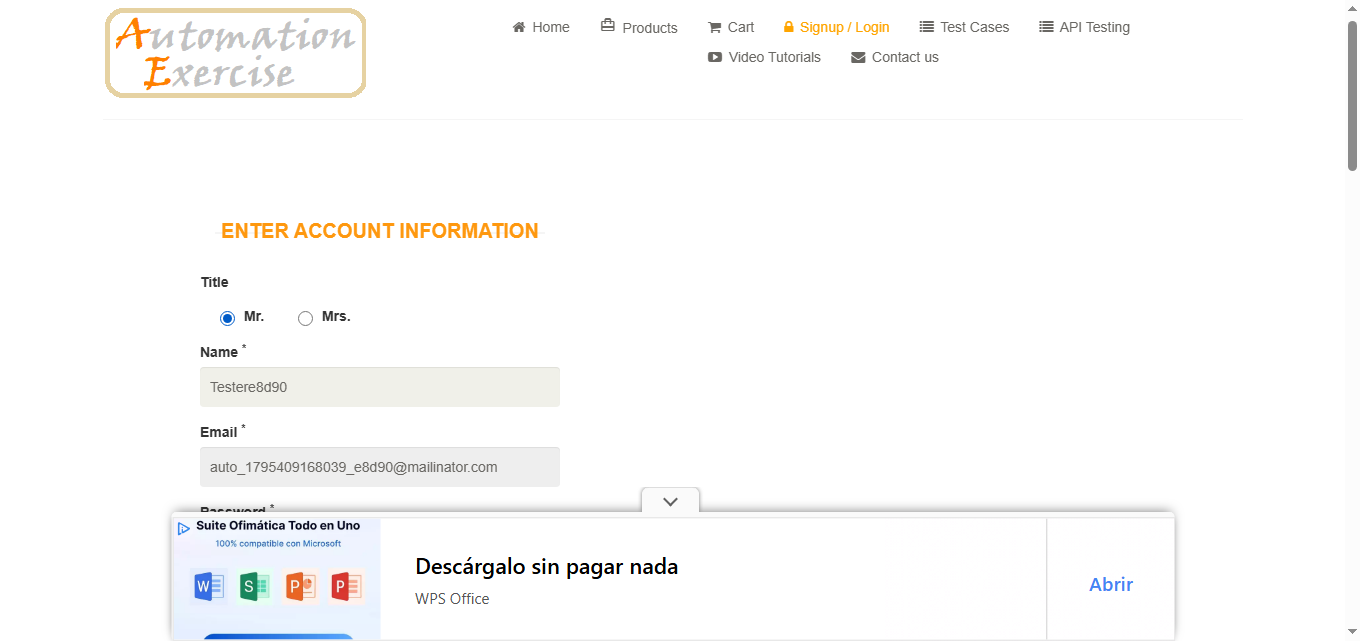 Automation
Exercise
Home
Products
Cart
Signup / Login
Test Cases
API Testing
Video Tutorials
Contact us
ENTER ACCOUNT INFORMATION
Title
Mr.
Mrs.
Name *
Testere8d90
Email *
auto_1795409168039_e8d90@mailinator.com
Password *
Suite Ofimática Todo en Uno
100% compatible con Microsoft
W
S
P
P
Descárgalo sin pagar nada
WPS Office
Abrir